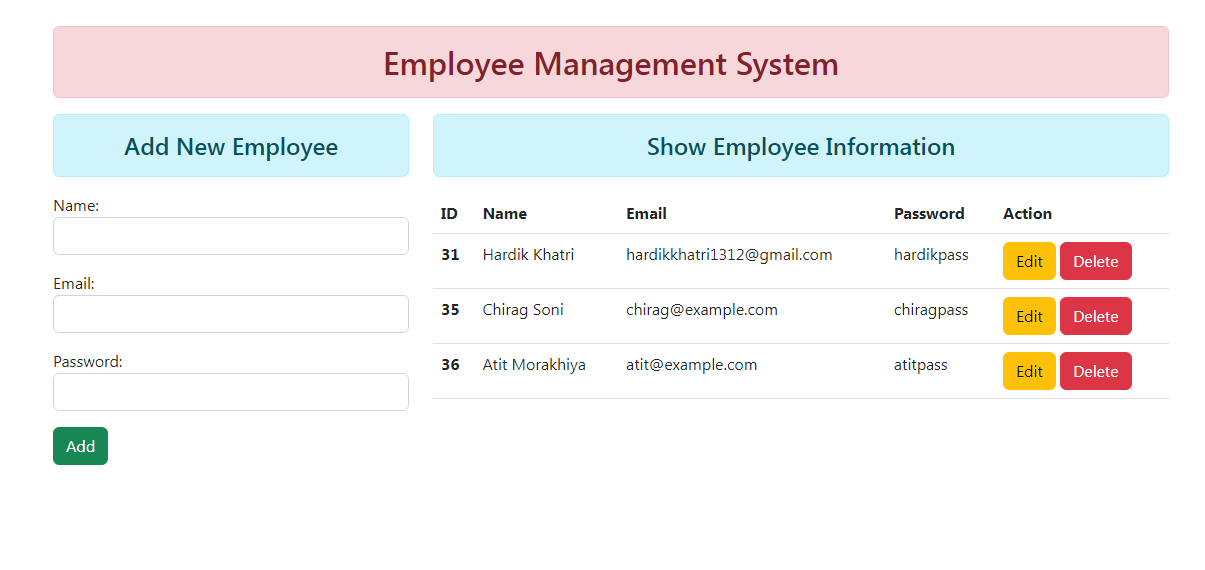 Employee Management System
Add New Employee
Name:
Email:
Password:
Add
Show Employee Information
ID Name Email Password Action
31 Hardik Khatri hardikkhatri1312@gmail.com hardikpass Edit Delete
35 Chirag Soni chirag@example.com chiragpass Edit Delete
36 Atit Morakhiya atit@example.com atitpass Edit Delete